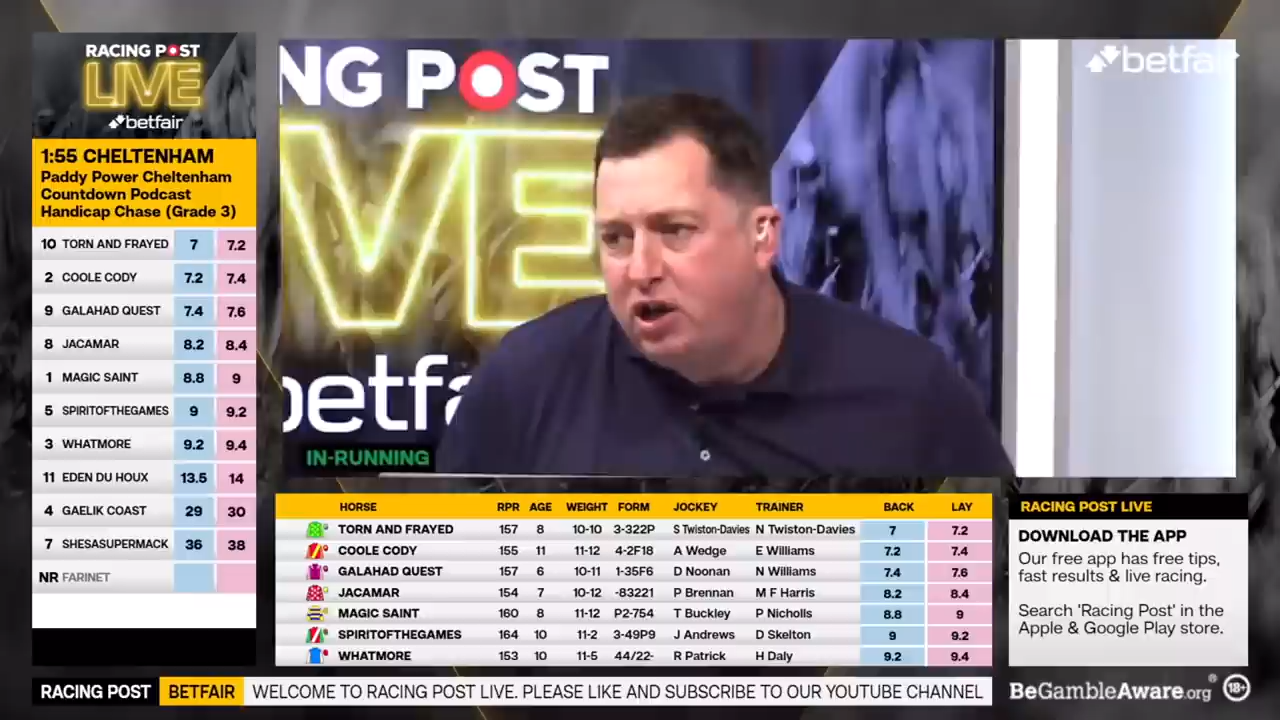 RACING POST
LIVE
betfair
1:55 CHELTENHAM
Paddy Power Cheltenham
Countdown Podcast
Handicap Chase (Grade 3)
10 TORN AND FRAYED 7 7.2
2 COOLE CODY 7.2 7.4
9 GALAHAD QUEST 7.4 7.6
8 JACAMAR 8.2 8.4
1 MAGIC SAINT 8.8 9
5 SPIRITOFTHEGAMES 9 9.2
3 WHATMORE 9.2 9.4
11 EDEN DU HOUX 13.5 14
4 GAELIK COAST 29 30
7 SHESASUPERMACK 36 38
NR FARINET
NG POST
VE
betfa
IN-RUNNING
betfair
HORSE RPR AGE WEIGHT FORM JOCKEY TRAINER BACK LAY
TORN AND FRAYED 157 8 10-10 3-322P S Twiston-Davies N Twiston-Davies 7 7.2
COOLE CODY 155 11 11-12 4-2F18 A Wedge E Williams 7.2 7.4
GALAHAD QUEST 157 6 10-11 1-35F6 D Noonan N Williams 7.4 7.6
JACAMAR 154 7 10-12 -83221 P Brennan M F Harris 8.2 8.4
MAGIC SAINT 160 8 11-12 P2-754 T Buckley P Nicholls 8.8 9
SPIRITOFTHEGAMES 164 10 11-2 3-49P9 J Andrews D Skelton 9 9.2
WHATMORE 153 10 11-5 44/22- R Patrick H Daly 9.2 9.4
RACING POST LIVE
DOWNLOAD THE APP
Our free app has free tips,
fast results & live racing.
Search 'Racing Post' in the
Apple & Google Play store.
RACING POST BETFAIR WELCOME TO RACING POST LIVE. PLEASE LIKE AND SUBSCRIBE TO OUR YOUTUBE CHANNEL
BeGambleAware.org® 18+